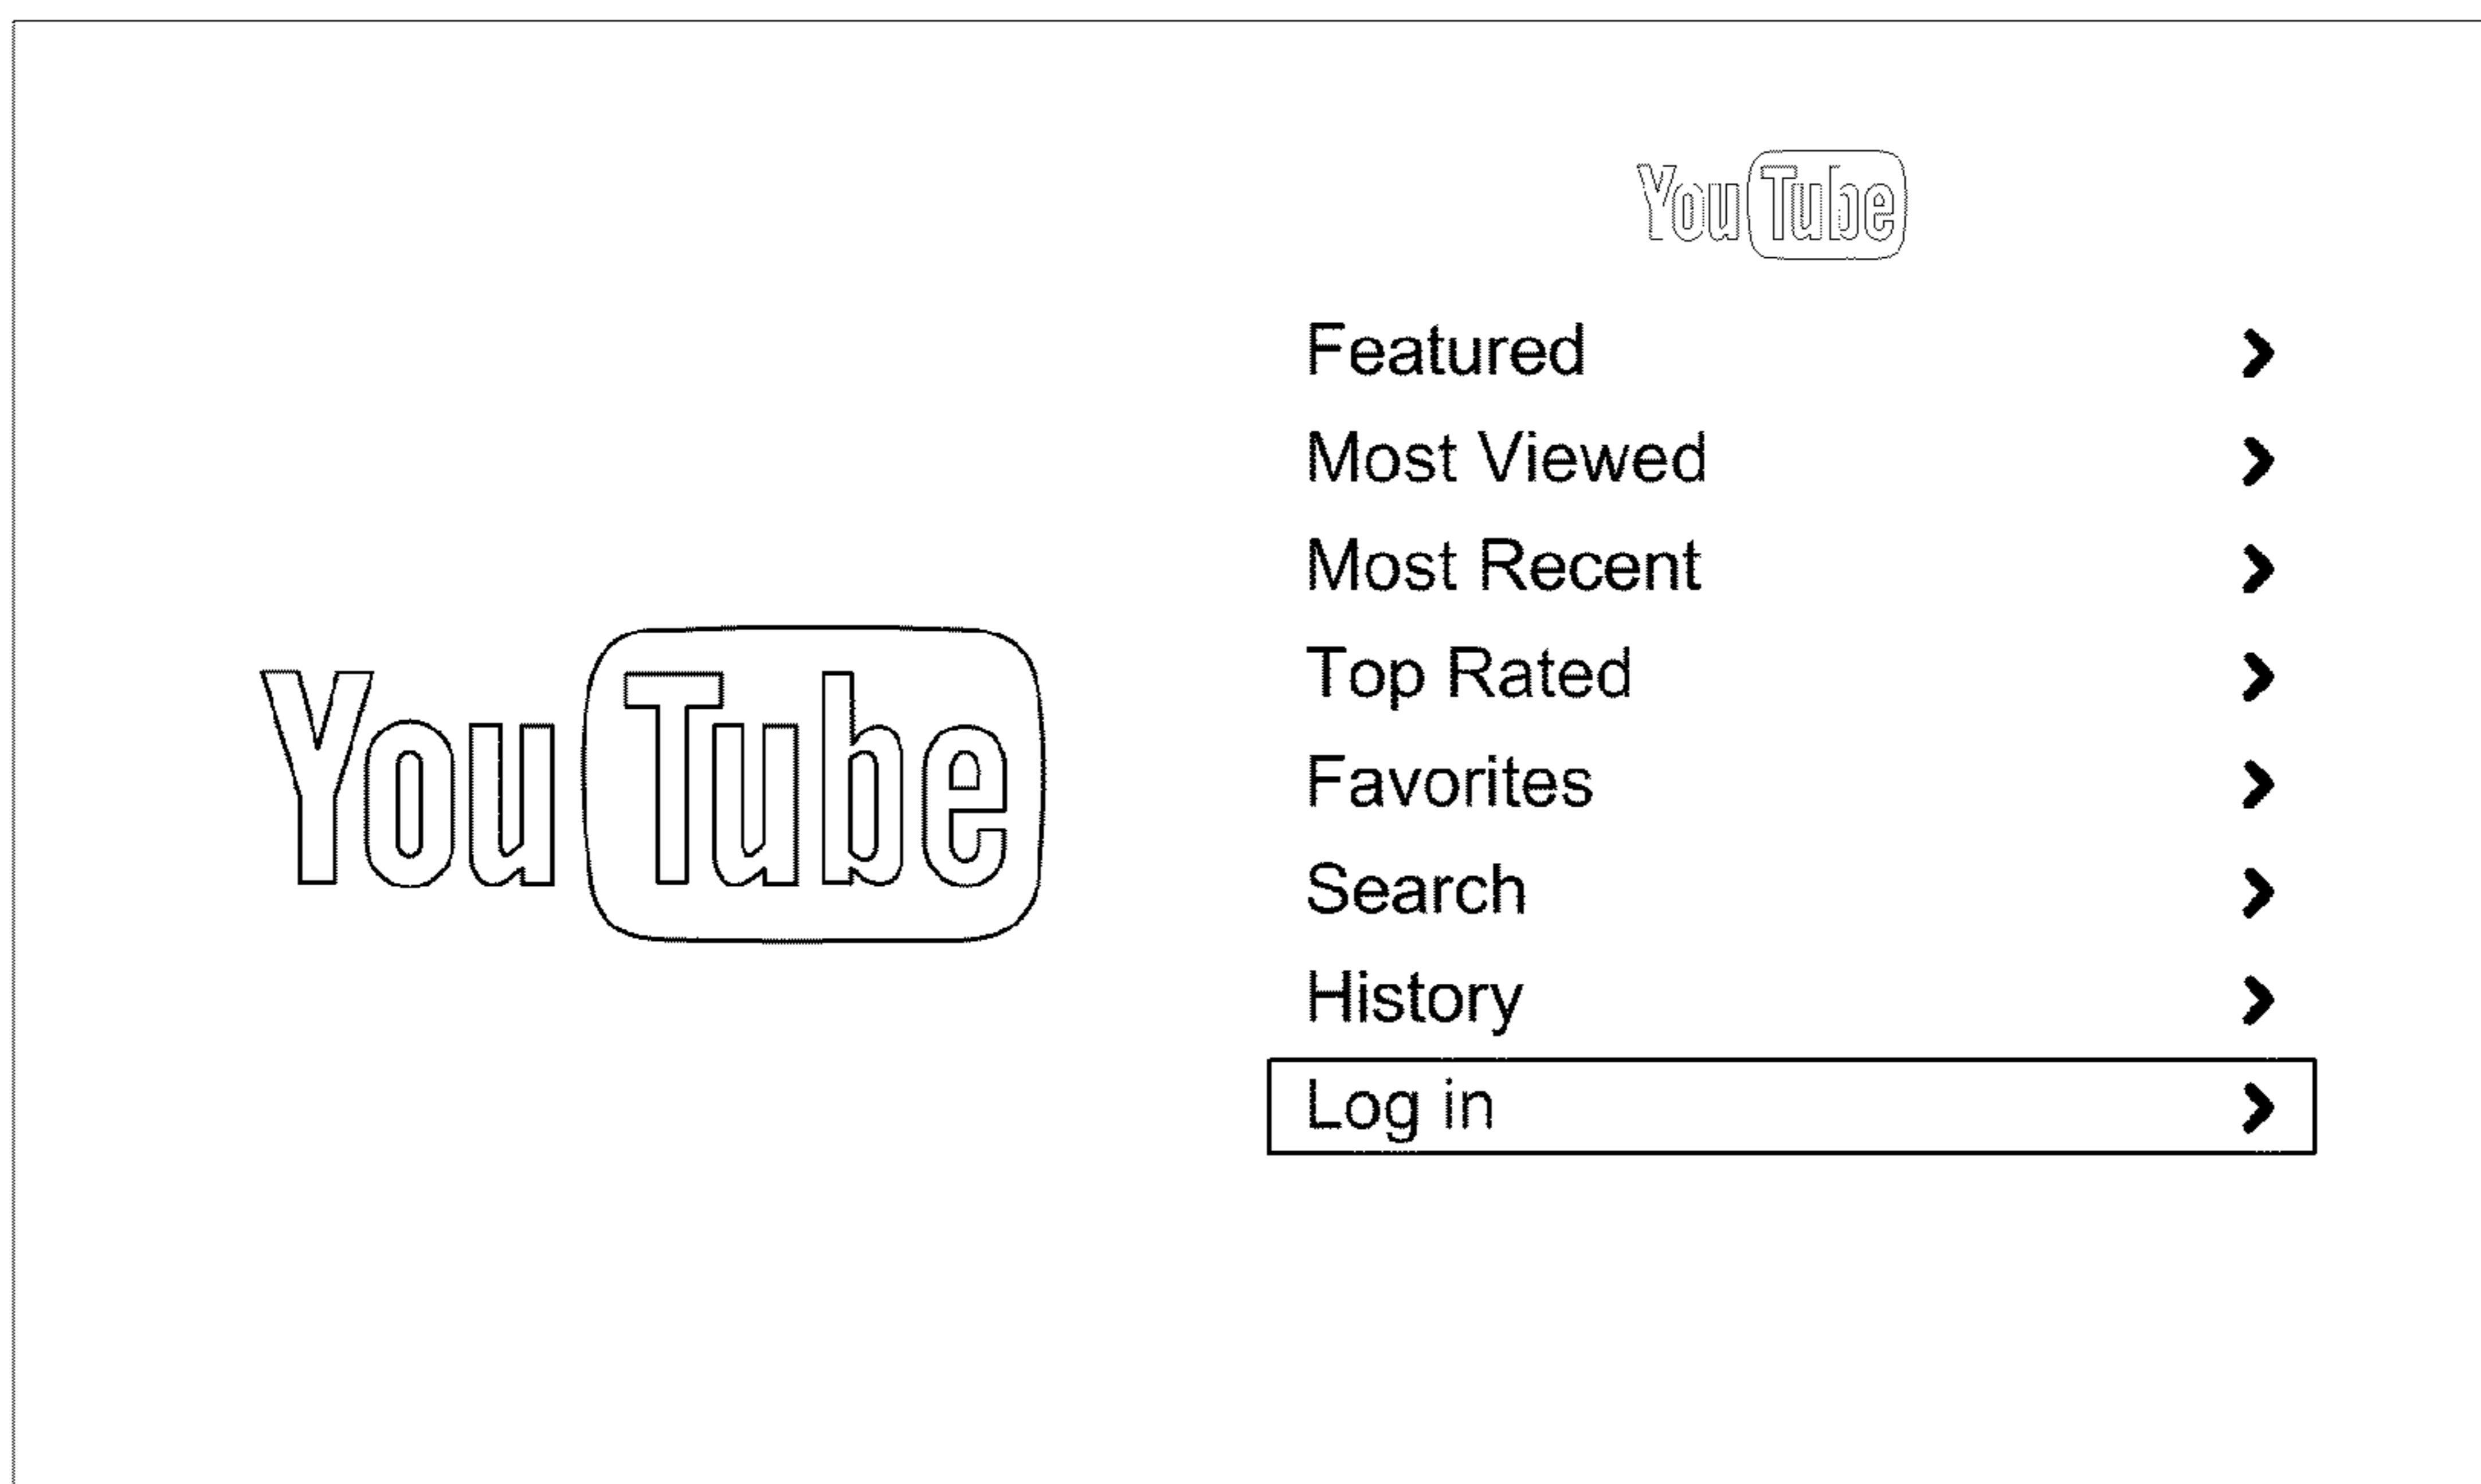 YouTube
YouTube
Featured
Most Viewed
Most Recent
Top Rated
Favorites
Search
History
Log in